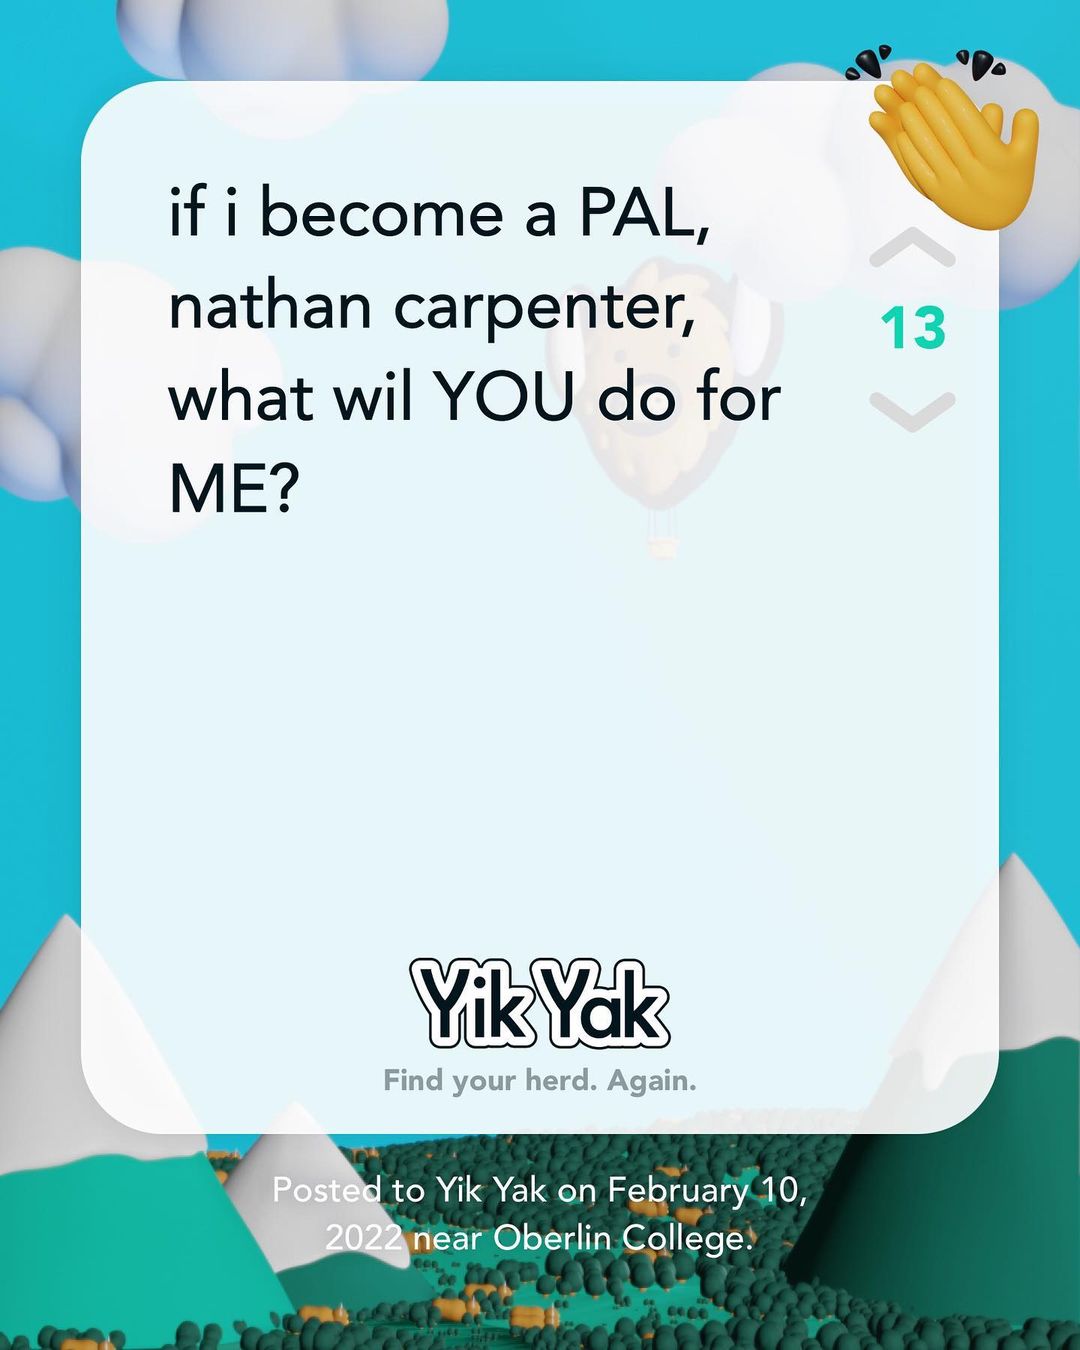 if i become a PAL,
nathan carpenter,
what wil YOU do for
ME?
13
Yik Yak
Find your herd. Again.
Posted to Yik Yak on February 10,
2022 near Oberlin College.